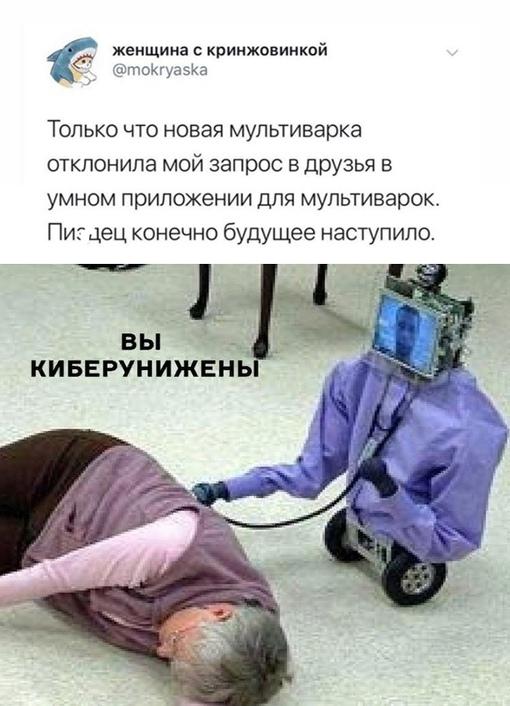 женщина с кринжовинкой
@mokryaska
Только что новая мультиварка
отклонила мой запрос в друзья в
умном приложении для мультиварок.
конечно будущее наступило.
ВЫ
КИБЕРУНИЖЕНЫ